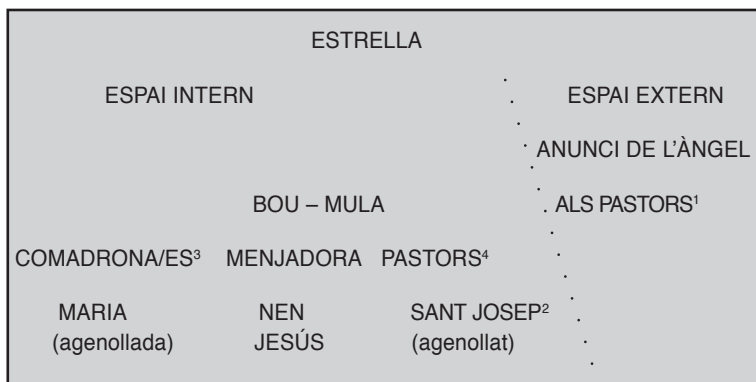 ESTRELLA
ESPAI INTERN ESPAI EXTERN
ANUNCI DE L'ÀNGEL
BOU – MULA ALS PASTORS¹
COMADRONA/ES³ MENJADORA PASTORS⁴
MARIA NEN SANT JOSEP²
(agenollada) JESÚS (agenollat)